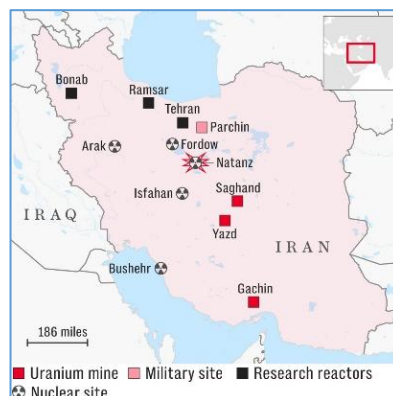 Bonab
Ramsar
Tehran
Parchin
Arak
Fordow
Natanz
Isfahan
Saghand
IRAQ
Yazd
IRAN
Bushehr
Gachin
186 miles
Uranium mine Military site Research reactors
Nuclear site